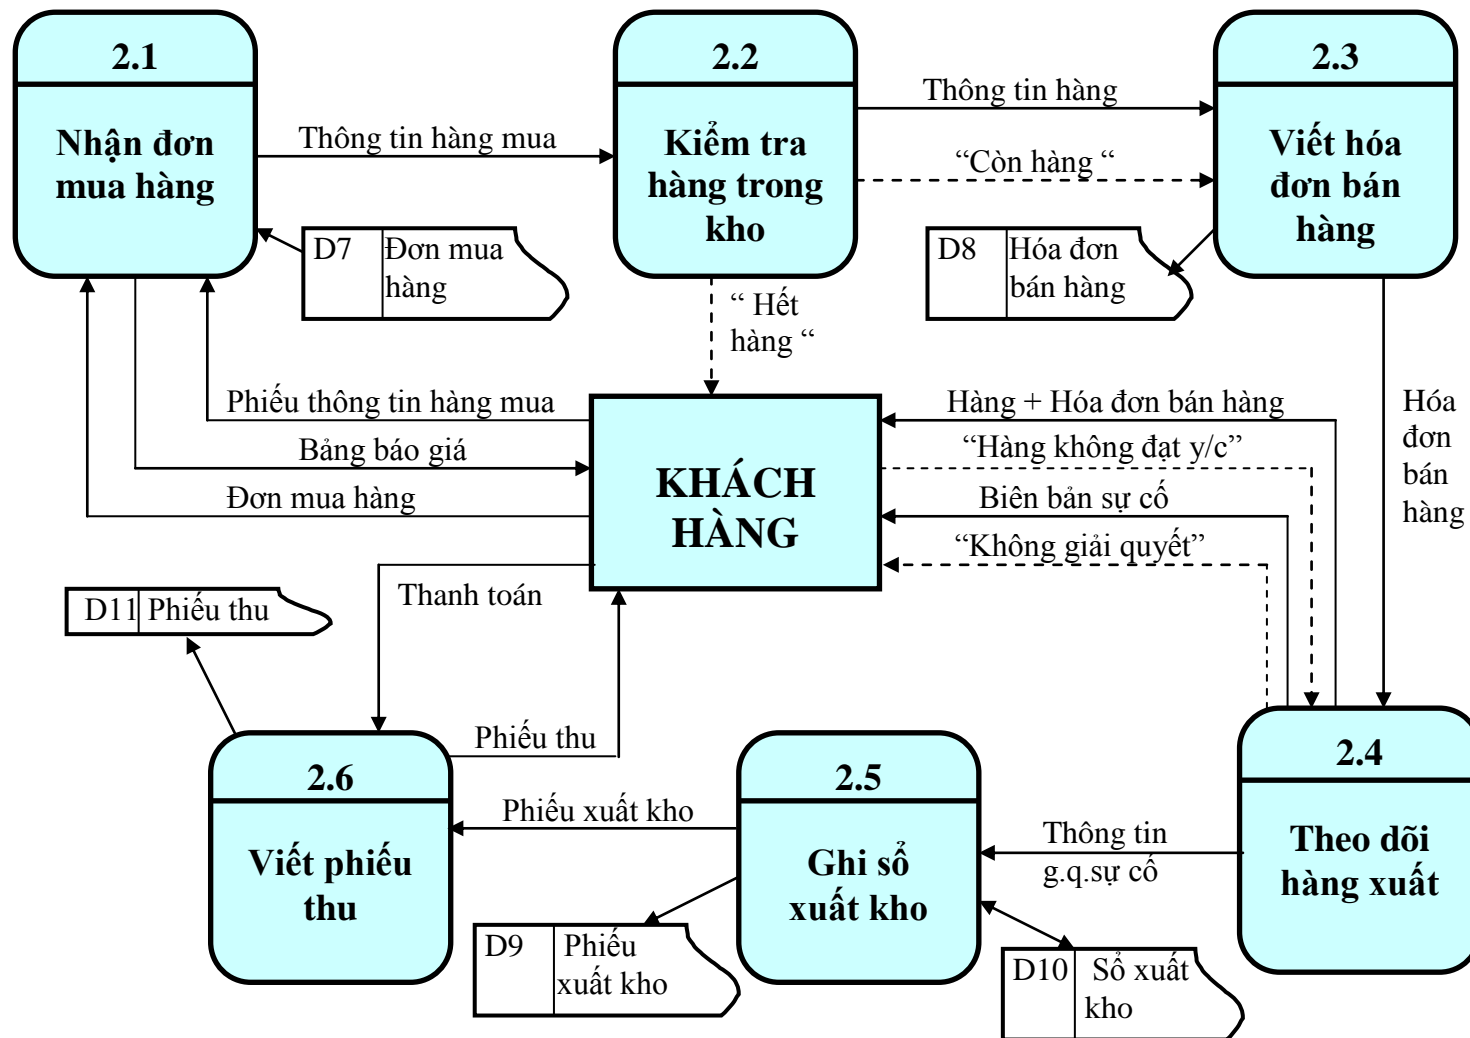 2.1
Nhận đơn
mua hàng
Thông tin hàng mua
2.2
Kiểm tra
hàng trong
kho
Thông tin hàng
“Còn hàng “
2.3
Viết hóa
đơn bán
hàng
D7
Đơn mua
hàng
D8
Hóa đơn
bán hàng
“ Hết
hàng “
Phiếu thông tin hàng mua
Bảng báo giá
Đơn mua hàng
KHÁCH
HÀNG
Hàng + Hóa đơn bán hàng
“Hàng không đạt y/c”
Biên bản sự cố
“Không giải quyết”
Hóa
đơn
bán
hàng
D11
Phiếu thu
Thanh toán
Phiếu thu
2.6
Viết phiếu
thu
Phiếu xuất kho
2.5
Ghi sổ
xuất kho
Thông tin
g.q.sự cố
2.4
Theo dõi
hàng xuất
D9
Phiếu
xuất kho
D10
Sổ xuất
kho